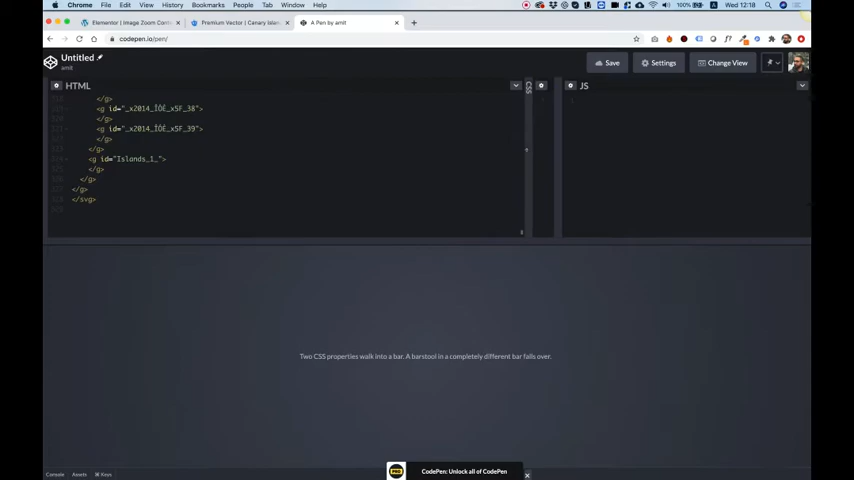 Chrome File Edit View History Bookmarks People Tab Window Help
100% Wed 12:18
Elementor | Image Zoom Cont
Premium Vector | Canary Islan
A Pen by amit
codepen.io/pen/
Untitled
amit
Save
Settings
Change View
HTML
CSS
JS
</g>
<g id="_x2014_ÎÓÈ_x5F_38">
</g>
<g id="_x2014_ÎÓÈ_x5F_39">
</g>
</g>
<g id="Islands_1_">
</g>
</g>
</g>
</svg>
Two CSS properties walk into a bar. A barstool in a completely different bar falls over.
Console Assets ⌘ Keys
PRO
CodePen: Unlock all of CodePen